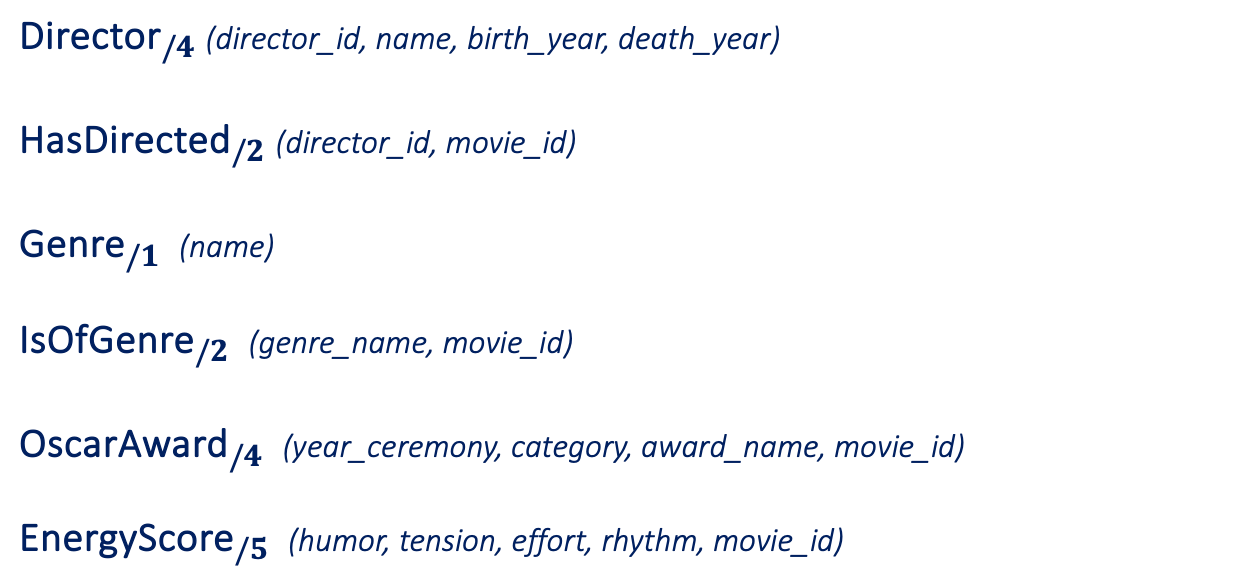 Director/4 (director_id, name, birth_year, death_year)
HasDirected/2 (director_id, movie_id)
Genre/1 (name)
IsOfGenre/2 (genre_name, movie_id)
OscarAward/4 (year_ceremony, category, award_name, movie_id)
EnergyScore/5 (humor, tension, effort, rhythm, movie_id)